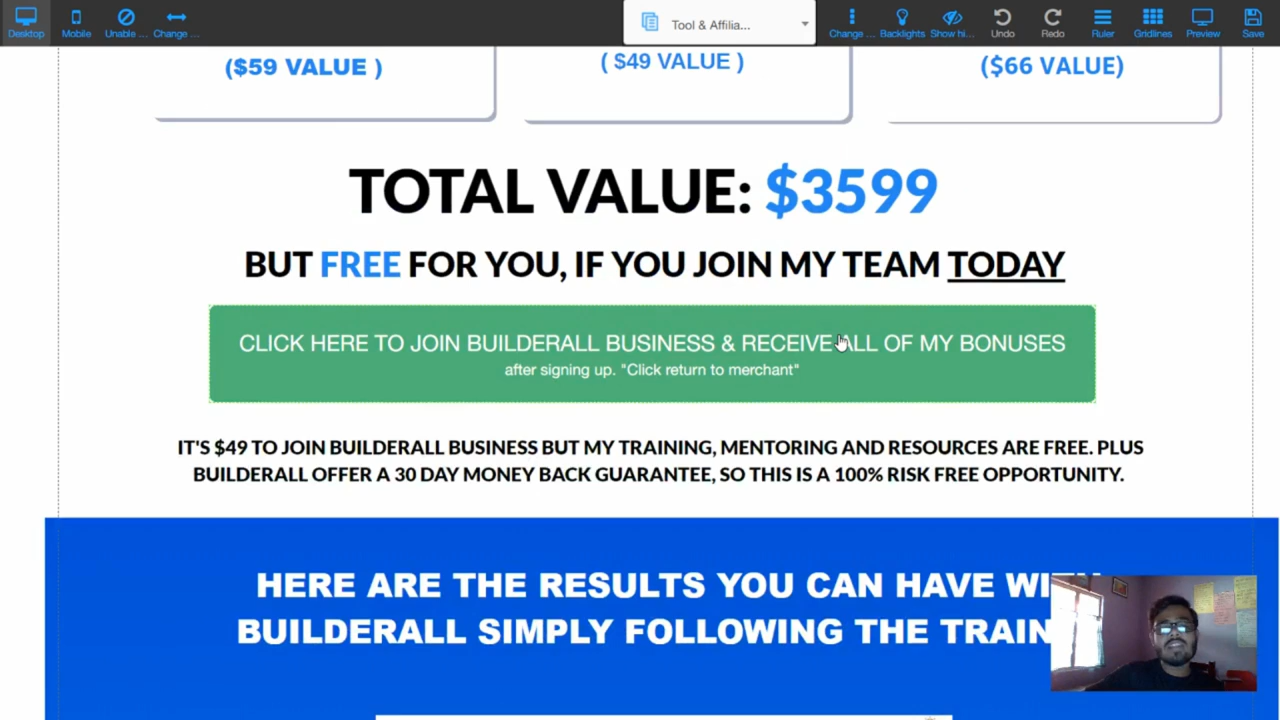 Desktop
Mobile
Unable ...
Change ...
Tool & Affilia...
Change ...
Backlights
Show hi...
Undo
Redo
Ruler
Gridlines
Preview
Save
($59 VALUE )
( $49 VALUE )
($66 VALUE)
TOTAL VALUE: $3599
BUT FREE FOR YOU, IF YOU JOIN MY TEAM TODAY
CLICK HERE TO JOIN BUILDERALL BUSINESS & RECEIVE ALL OF MY BONUSES
after signing up. "Click return to merchant"
IT'S $49 TO JOIN BUILDERALL BUSINESS BUT MY TRAINING, MENTORING AND RESOURCES ARE FREE. PLUS
BUILDERALL OFFER A 30 DAY MONEY BACK GUARANTEE, SO THIS IS A 100% RISK FREE OPPORTUNITY.
HERE ARE THE RESULTS YOU CAN HAVE WITH
BUILDERALL SIMPLY FOLLOWING THE TRAIN